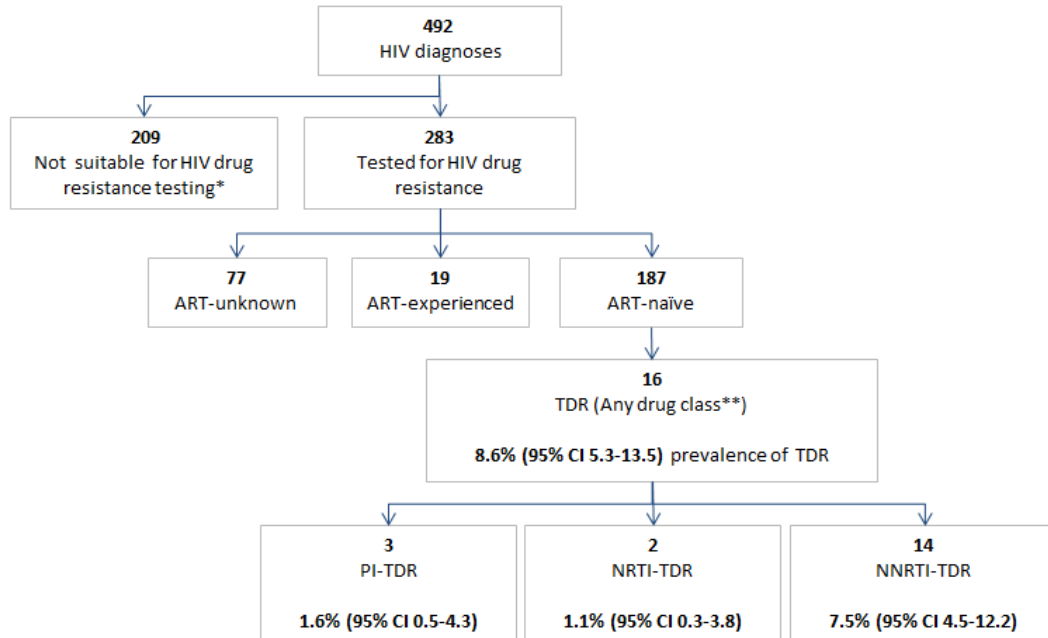 492
HIV diagnoses
209
Not suitable for HIV drug
resistance testing*
283
Tested for HIV drug
resistance
77
ART-unknown
19
ART-experienced
187
ART-naïve
16
TDR (Any drug class**)
8.6% (95% CI 5.3-13.5) prevalence of TDR
3
PI-TDR
1.6% (95% CI 0.5-4.3)
2
NRTI-TDR
1.1% (95% CI 0.3-3.8)
14
NNRTI-TDR
7.5% (95% CI 4.5-12.2)